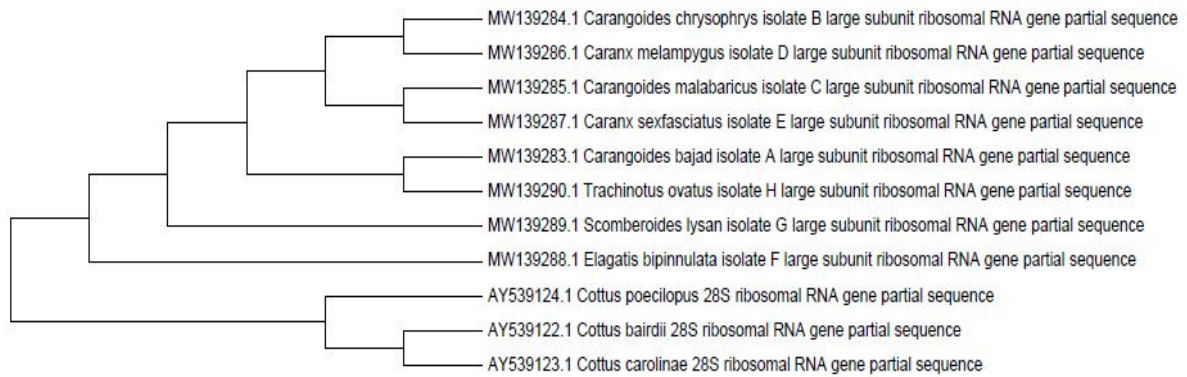 MW139284.1 Carangoides chrysophrys isolate B large subunit ribosomal RNA gene partial sequence
MW139286.1 Caranx melampygus isolate D large subunit ribosomal RNA gene partial sequence
MW139285.1 Carangoides malabaricus isolate C large subunit ribosomal RNA gene partial sequence
MW139287.1 Caranx sexfasciatus isolate E large subunit ribosomal RNA gene partial sequence
MW139283.1 Carangoides bajad isolate A large subunit ribosomal RNA gene partial sequence
MW139290.1 Trachinotus ovatus isolate H large subunit ribosomal RNA gene partial sequence
MW139289.1 Scomberoides lysan isolate G large subunit ribosomal RNA gene partial sequence
MW139288.1 Elagatis bipinnulata isolate F large subunit ribosomal RNA gene partial sequence
AY539124.1 Cottus poecilopus 28S ribosomal RNA gene partial sequence
AY539122.1 Cottus bairdii 28S ribosomal RNA gene partial sequence
AY539123.1 Cottus carolinae 28S ribosomal RNA gene partial sequence